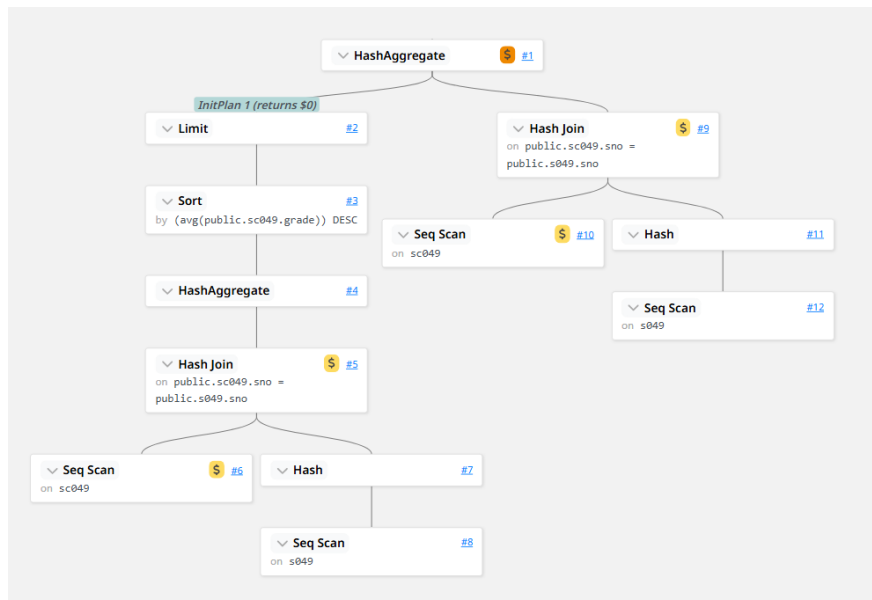 HashAggregate $ #1
InitPlan 1 (returns $0)
Limit #2
Hash Join $ #9
on public.sc049.sno =
public.s049.sno
Sort #3
by (avg(public.sc049.grade)) DESC
Seq Scan $ #10
on sc049
Hash #11
HashAggregate #4
Seq Scan #12
on s049
Hash Join $ #5
on public.sc049.sno =
public.s049.sno
Seq Scan $ #6
on sc049
Hash #7
Seq Scan #8
on s049